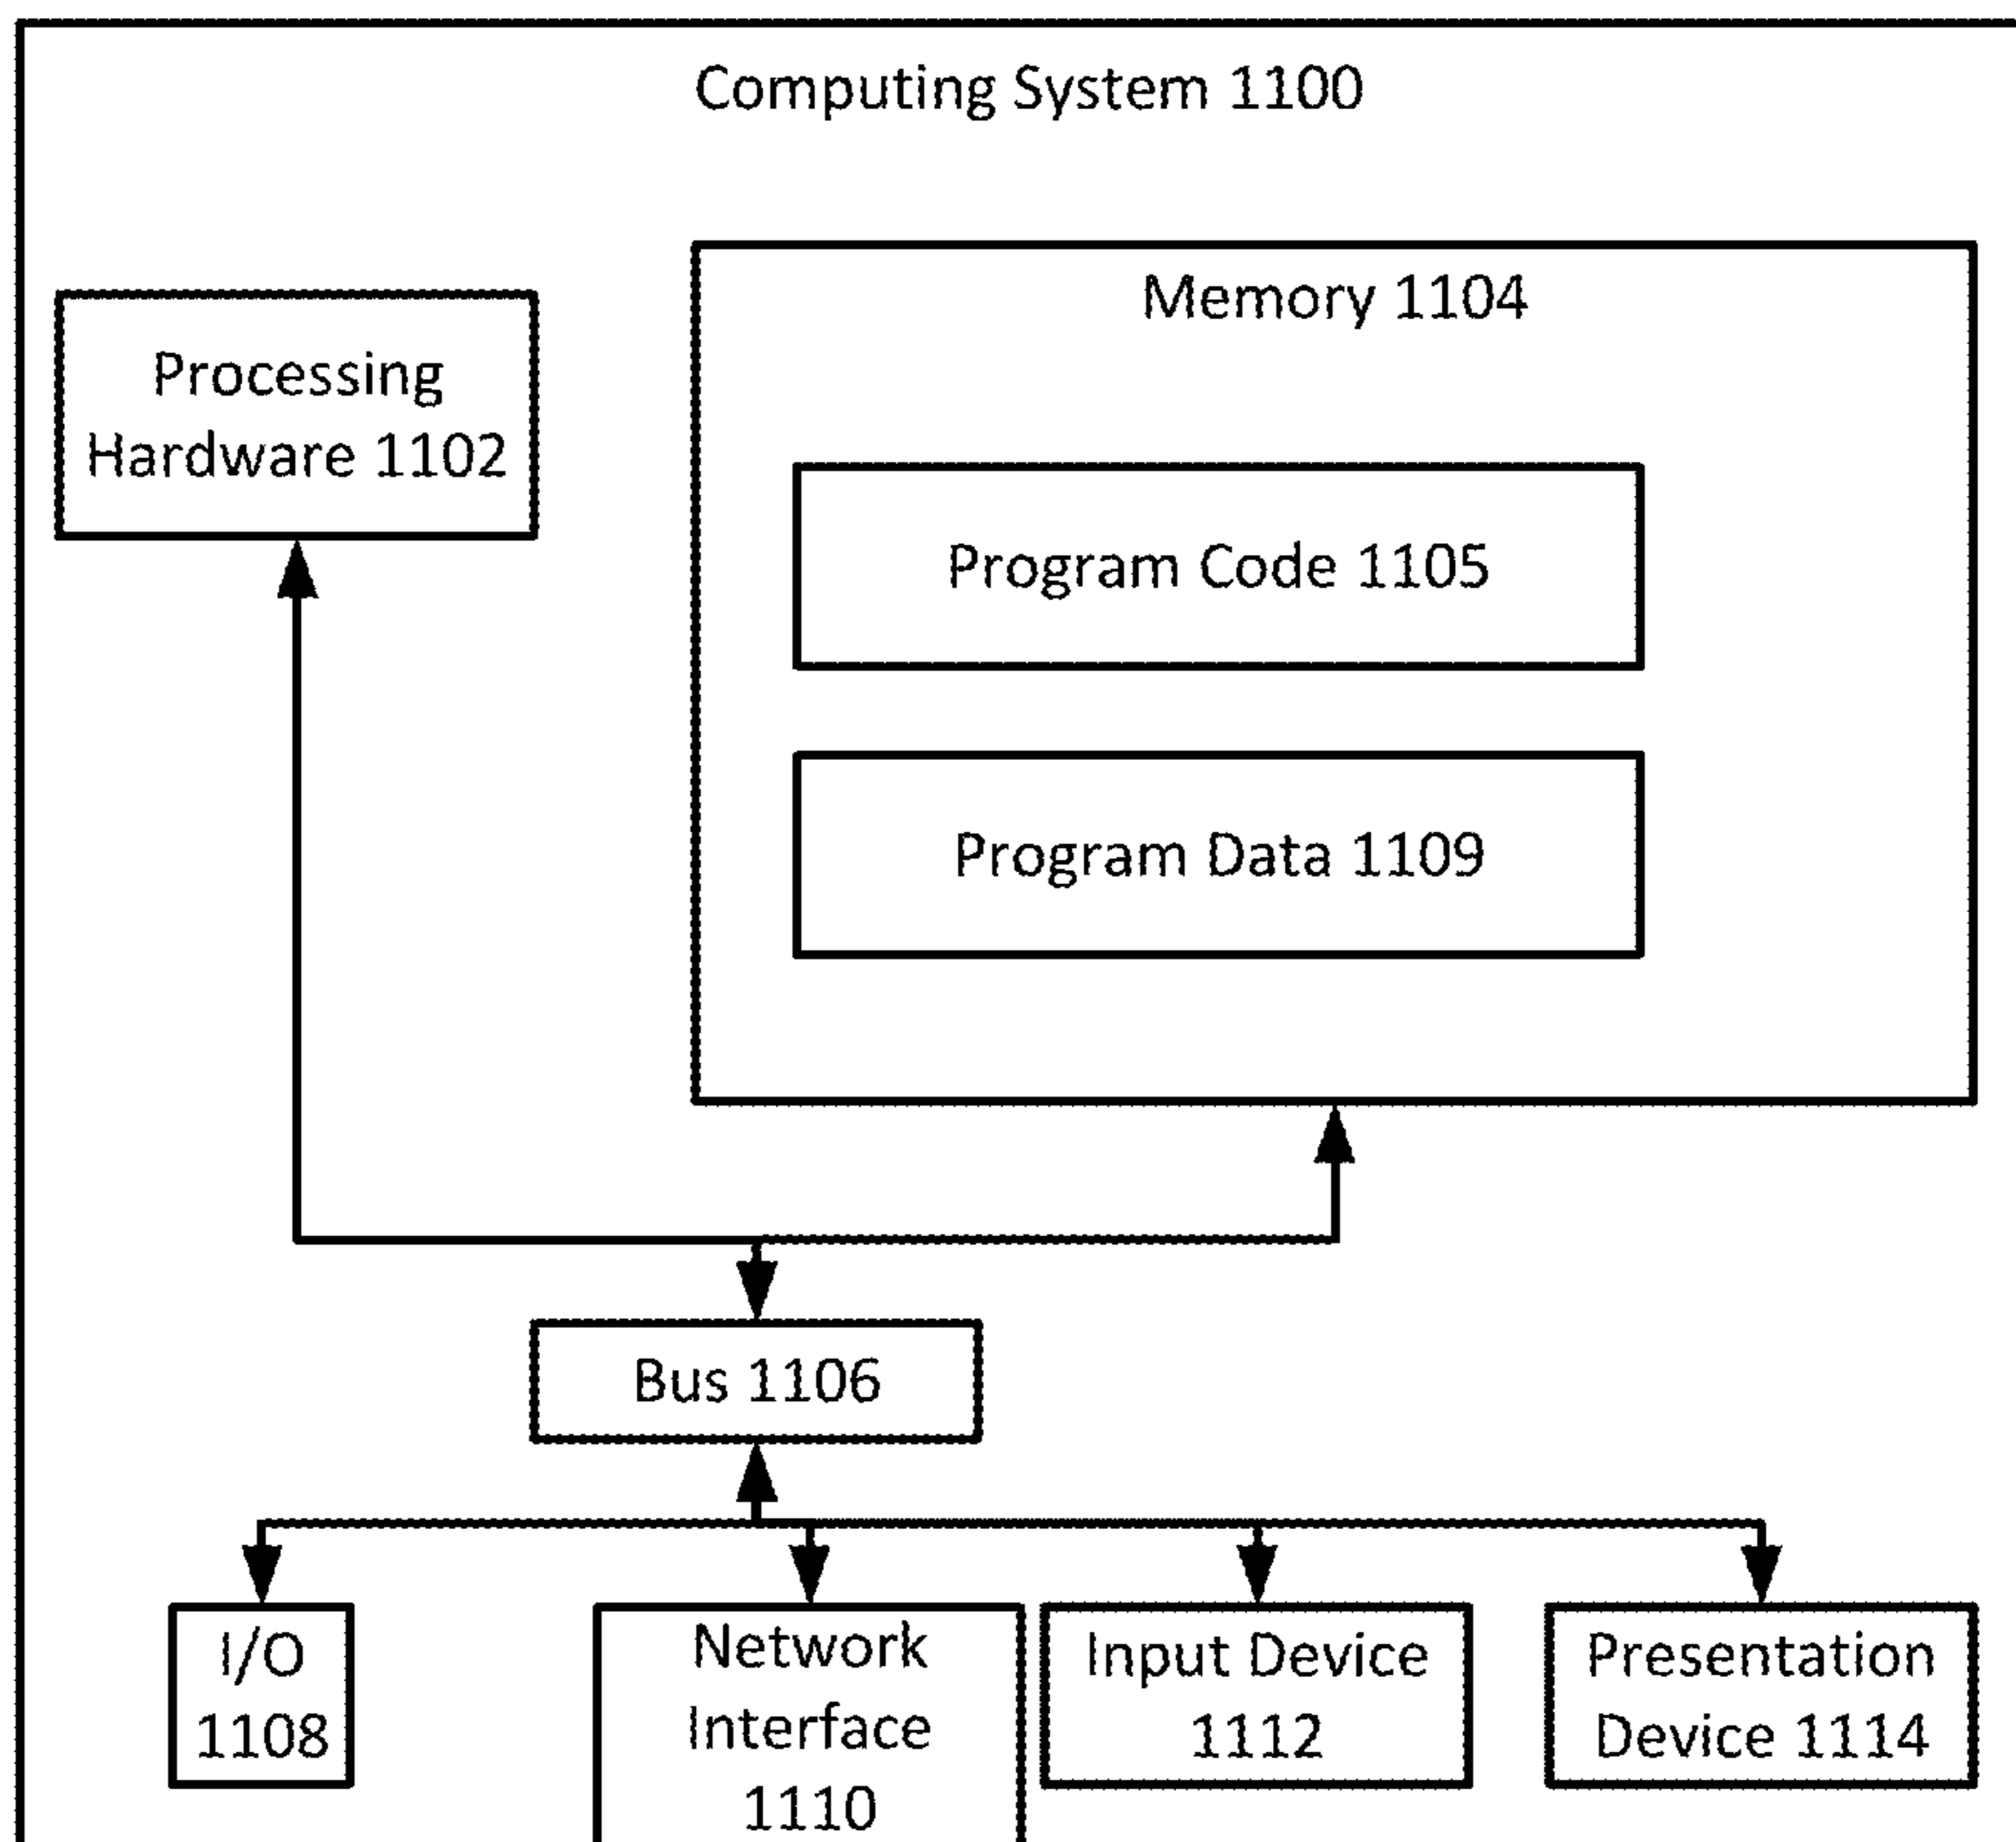 Computing System 1100
Processing
Hardware 1102
Memory 1104
Program Code 1105
Program Data 1109
Bus 1106
I/O
1108
Network
Interface
1110
Input Device
1112
Presentation
Device 1114